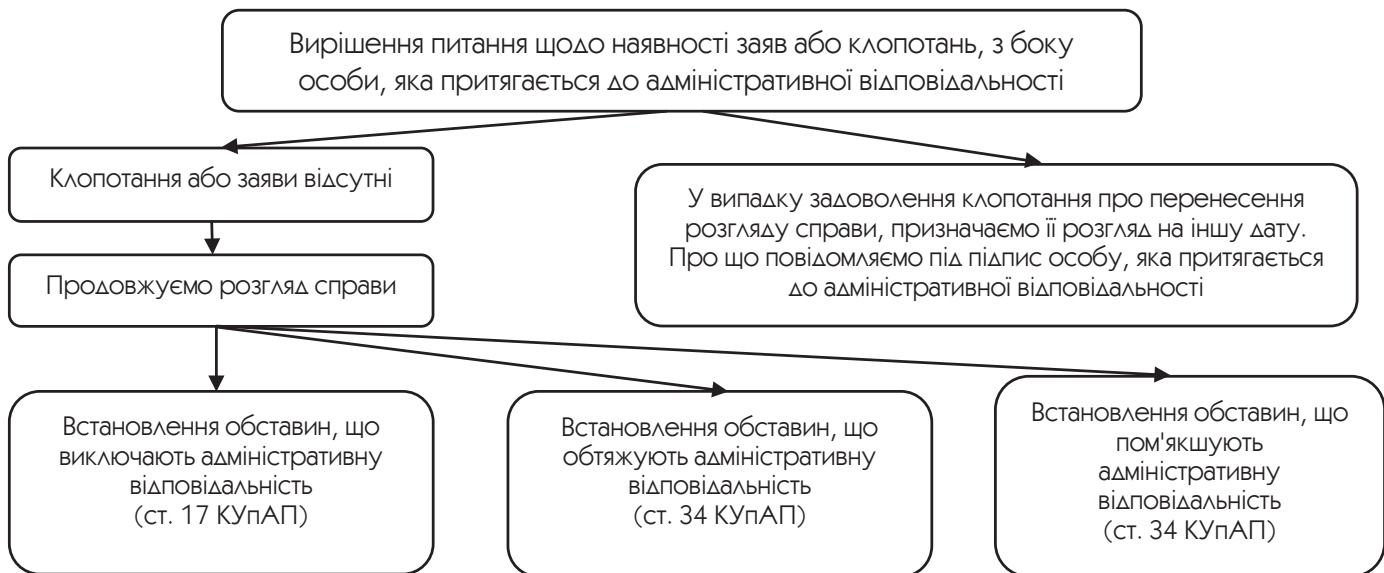 Вирішення питання щодо наявності заяв або клопотань, з боку
особи, яка притягається до адміністративної відповідальності
Клопотання або заяви відсутні
У випадку задоволення клопотання про перенесення
розгляду справи, призначаємо її розгляд на іншу дату.
Про що повідомляємо під підпис особу, яка притягається
до адміністративної відповідальності
Продовжуємо розгляд справи
Встановлення обставин, що
виключають адміністративну
відповідальність
(ст. 17 КУпАП)
Встановлення обставин, що
обтяжують адміністративну
відповідальність
(ст. 34 КУпАП)
Встановлення обставин, що
пом'якшують
адміністративну
відповідальність
(ст. 34 КУпАП)